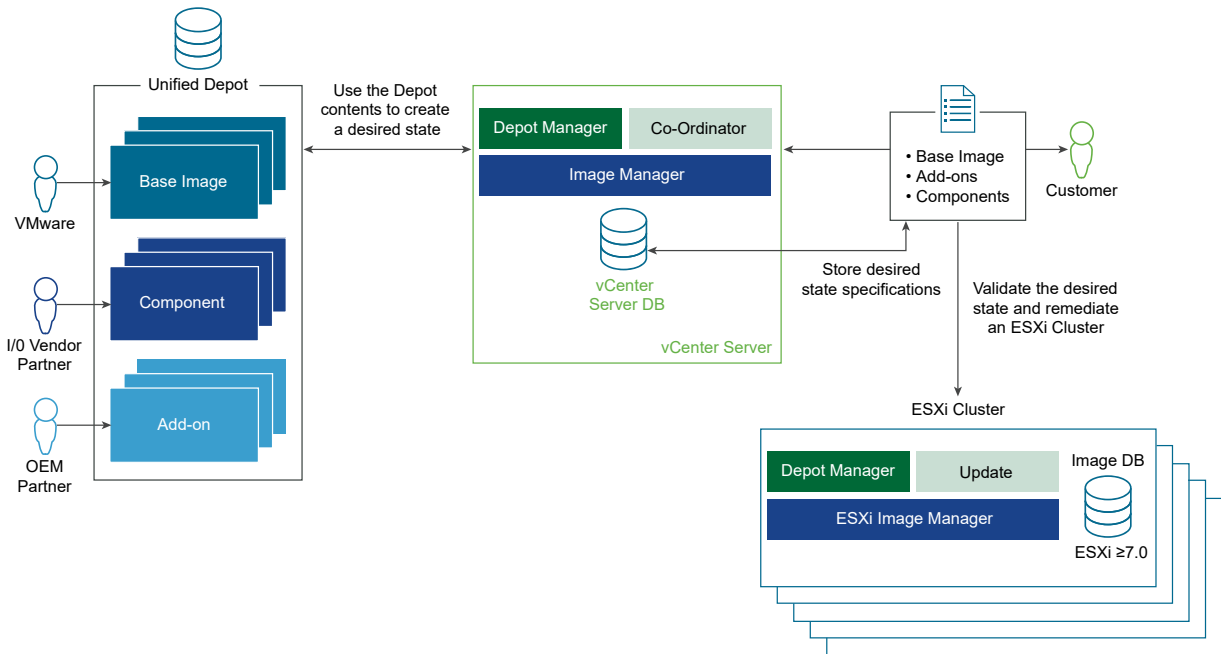 Unified Depot
Base Image
VMware
Component
I/0 Vendor
Partner
Add-on
OEM
Partner
Use the Depot
contents to create
a desired state
Depot Manager
Co-Ordinator
Image Manager
vCenter
Server DB
vCenter Server
• Base Image
• Add-ons
• Components
Customer
Store desired
state specifications
Validate the desired
state and remediate
an ESXi Cluster
ESXi Cluster
Depot Manager
Update
ESXi Image Manager
Image DB
ESXi ≥7.0